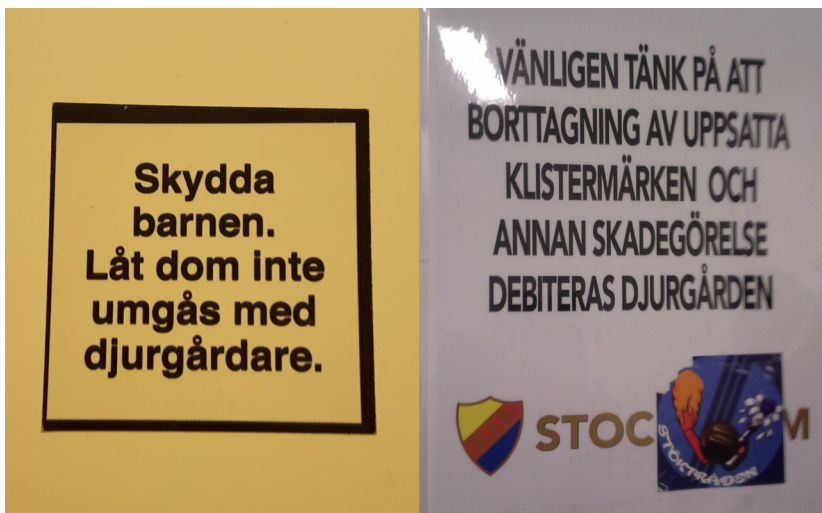 Skydda
barnen.
Låt dom inte
umgås med
djurgårdare.
VÄNLIGEN TÄNK PÅ ATT
BORTTAGNING AV UPPSATTA
KLISTERMÄRKEN OCH
ANNAN SKADEGÖRELSE
DEBITERAS DJURGÅRDEN
STOC M
STÖKTRÅDEN